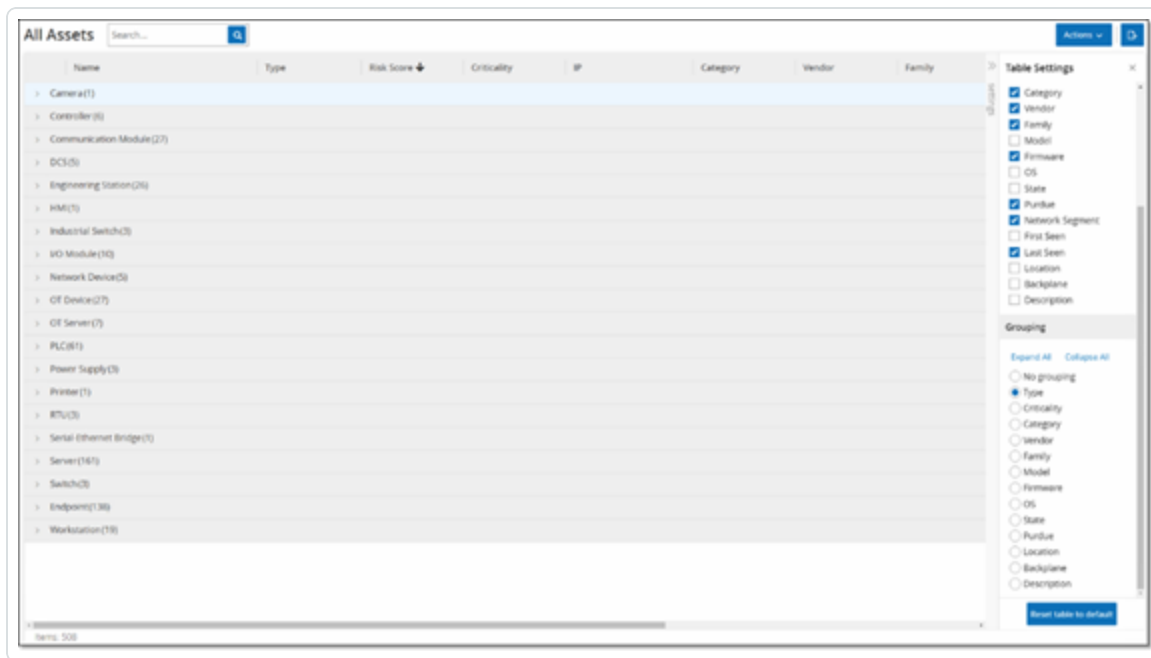 All Assets
Search...
Actions
Name Type Risk Score Criticality IP Category Vendor Family
Table Settings
settings
Camera(1)
Controller(6)
Communication Module(27)
DCS(5)
Engineering Station(26)
HMI(1)
Industrial Switch(3)
I/O Module(10)
Network Device(5)
OT Device(27)
OT Server(7)
PLC(61)
Power Supply(3)
Printer(1)
RTU(3)
Serial-Ethernet Bridge(1)
Server(161)
Switch(3)
Endpoint(138)
Workstation(19)
Items: 508
Category
Vendor
Family
Model
Firmware
OS
State
Purdue
Network Segment
First Seen
Last Seen
Location
Backplane
Description
Grouping
Expand All Collapse All
No grouping
Type
Criticality
Category
Vendor
Family
Model
Firmware
OS
State
Purdue
Location
Backplane
Description
Reset table to default